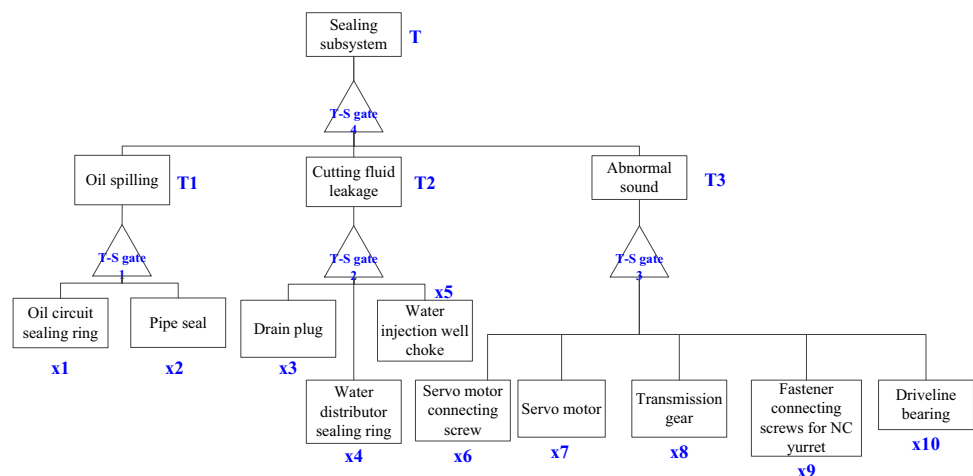 Sealing
subsystem
T
T-S gate
4
Oil spilling
T1
Cutting fluid
leakage
T2
Abnormal
sound
T3
T-S gate
1
T-S gate
2
T-S gate
3
x5
Oil circuit
sealing ring
Pipe seal
Drain plug
Water
injection well
choke
x1
x2
x3
Water
distributor
sealing ring
Servo motor
connecting
screw
Servo motor
Transmission
gear
Fastener
connecting
screws for NC
yurret
Driveline
bearing
x4
x6
x7
x8
x9
x10